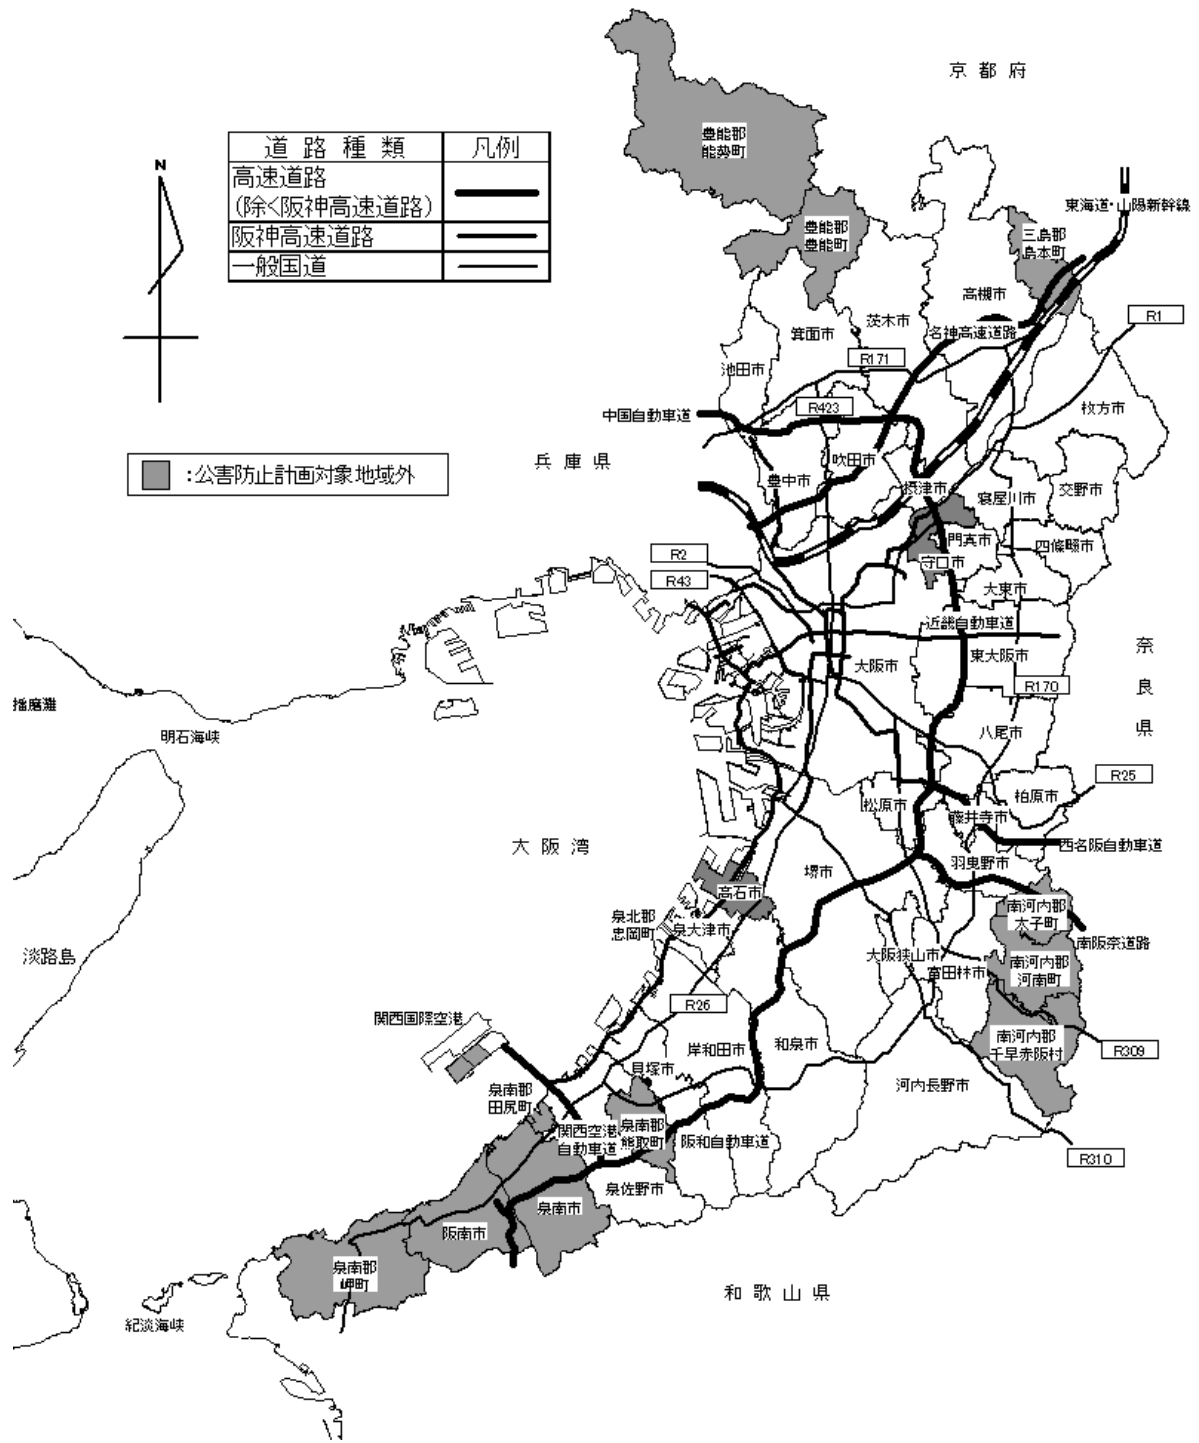 京都府
豊能郡
能勢町
N
道路種類
凡例
高速道路
(除く阪神高速道路)
阪神高速道路
一般国道
東海道・山陽新幹線
豊能郡
豊能町
三島郡
島本町
高槻市
茨木市
箕面市
名神高速道路
R1
R171
池田市
R423
中国自動車道
枚方市
兵庫県
:公害防止計画対象地域外
吹田市
豊中市
摂津市
寝屋川市
交野市
門真市
四條畷市
R2
守口市
R43
大東市
近畿自動車道
大阪市
東大阪市
奈良県
R170
播磨灘
明石海峡
八尾市
R25
松原市
柏原市
藤井寺市
大阪湾
西名阪自動車道
羽曳野市
堺市
高石市
南河内郡
太子町
泉北郡
忠岡町
泉大津市
南阪奈道路
淡路島
大阪狭山市
富田林市
南河内郡
河南町
R26
関西国際空港
南河内郡
千早赤阪村
岸和田市
和泉市
R309
貝塚市
河内長野市
泉南郡
田尻町
関西空港
自動車道
泉南郡
熊取町
阪和自動車道
R310
泉佐野市
泉南市
阪南市
泉南郡
岬町
和歌山県
紀淡海峡